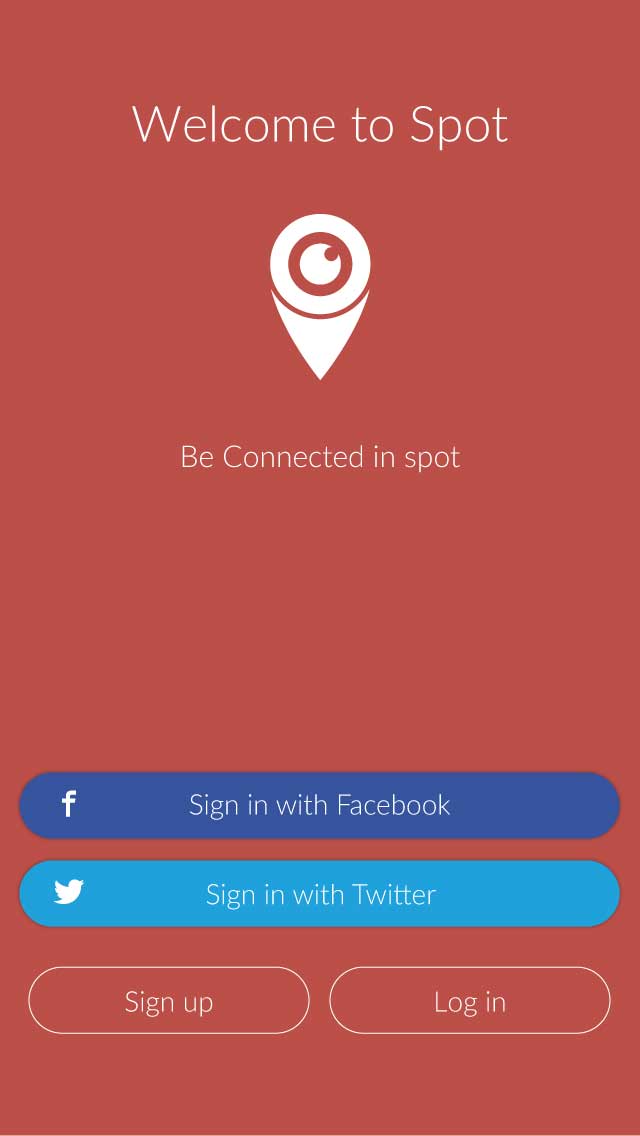 Welcome to Spot
Be Connected in spot
Sign in with Facebook
Sign in with Twitter
Sign up
Log in